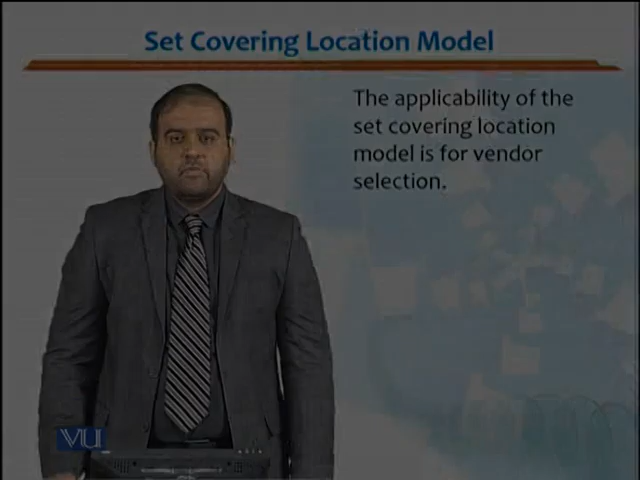 Set Covering Location Model
The applicability of the
set covering location
model is for vendor
selection.
VU